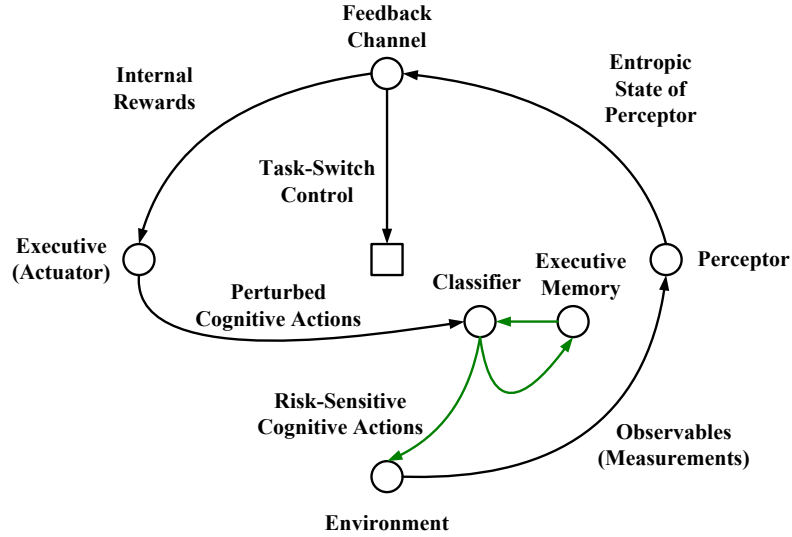 Feedback
Channel
Internal
Rewards
Entropic
State of
Perceptor
Task-Switch
Control
Executive
(Actuator)
Perceptor
Classifier
Executive
Memory
Perturbed
Cognitive Actions
Risk-Sensitive
Cognitive Actions
Observables
(Measurements)
Environment